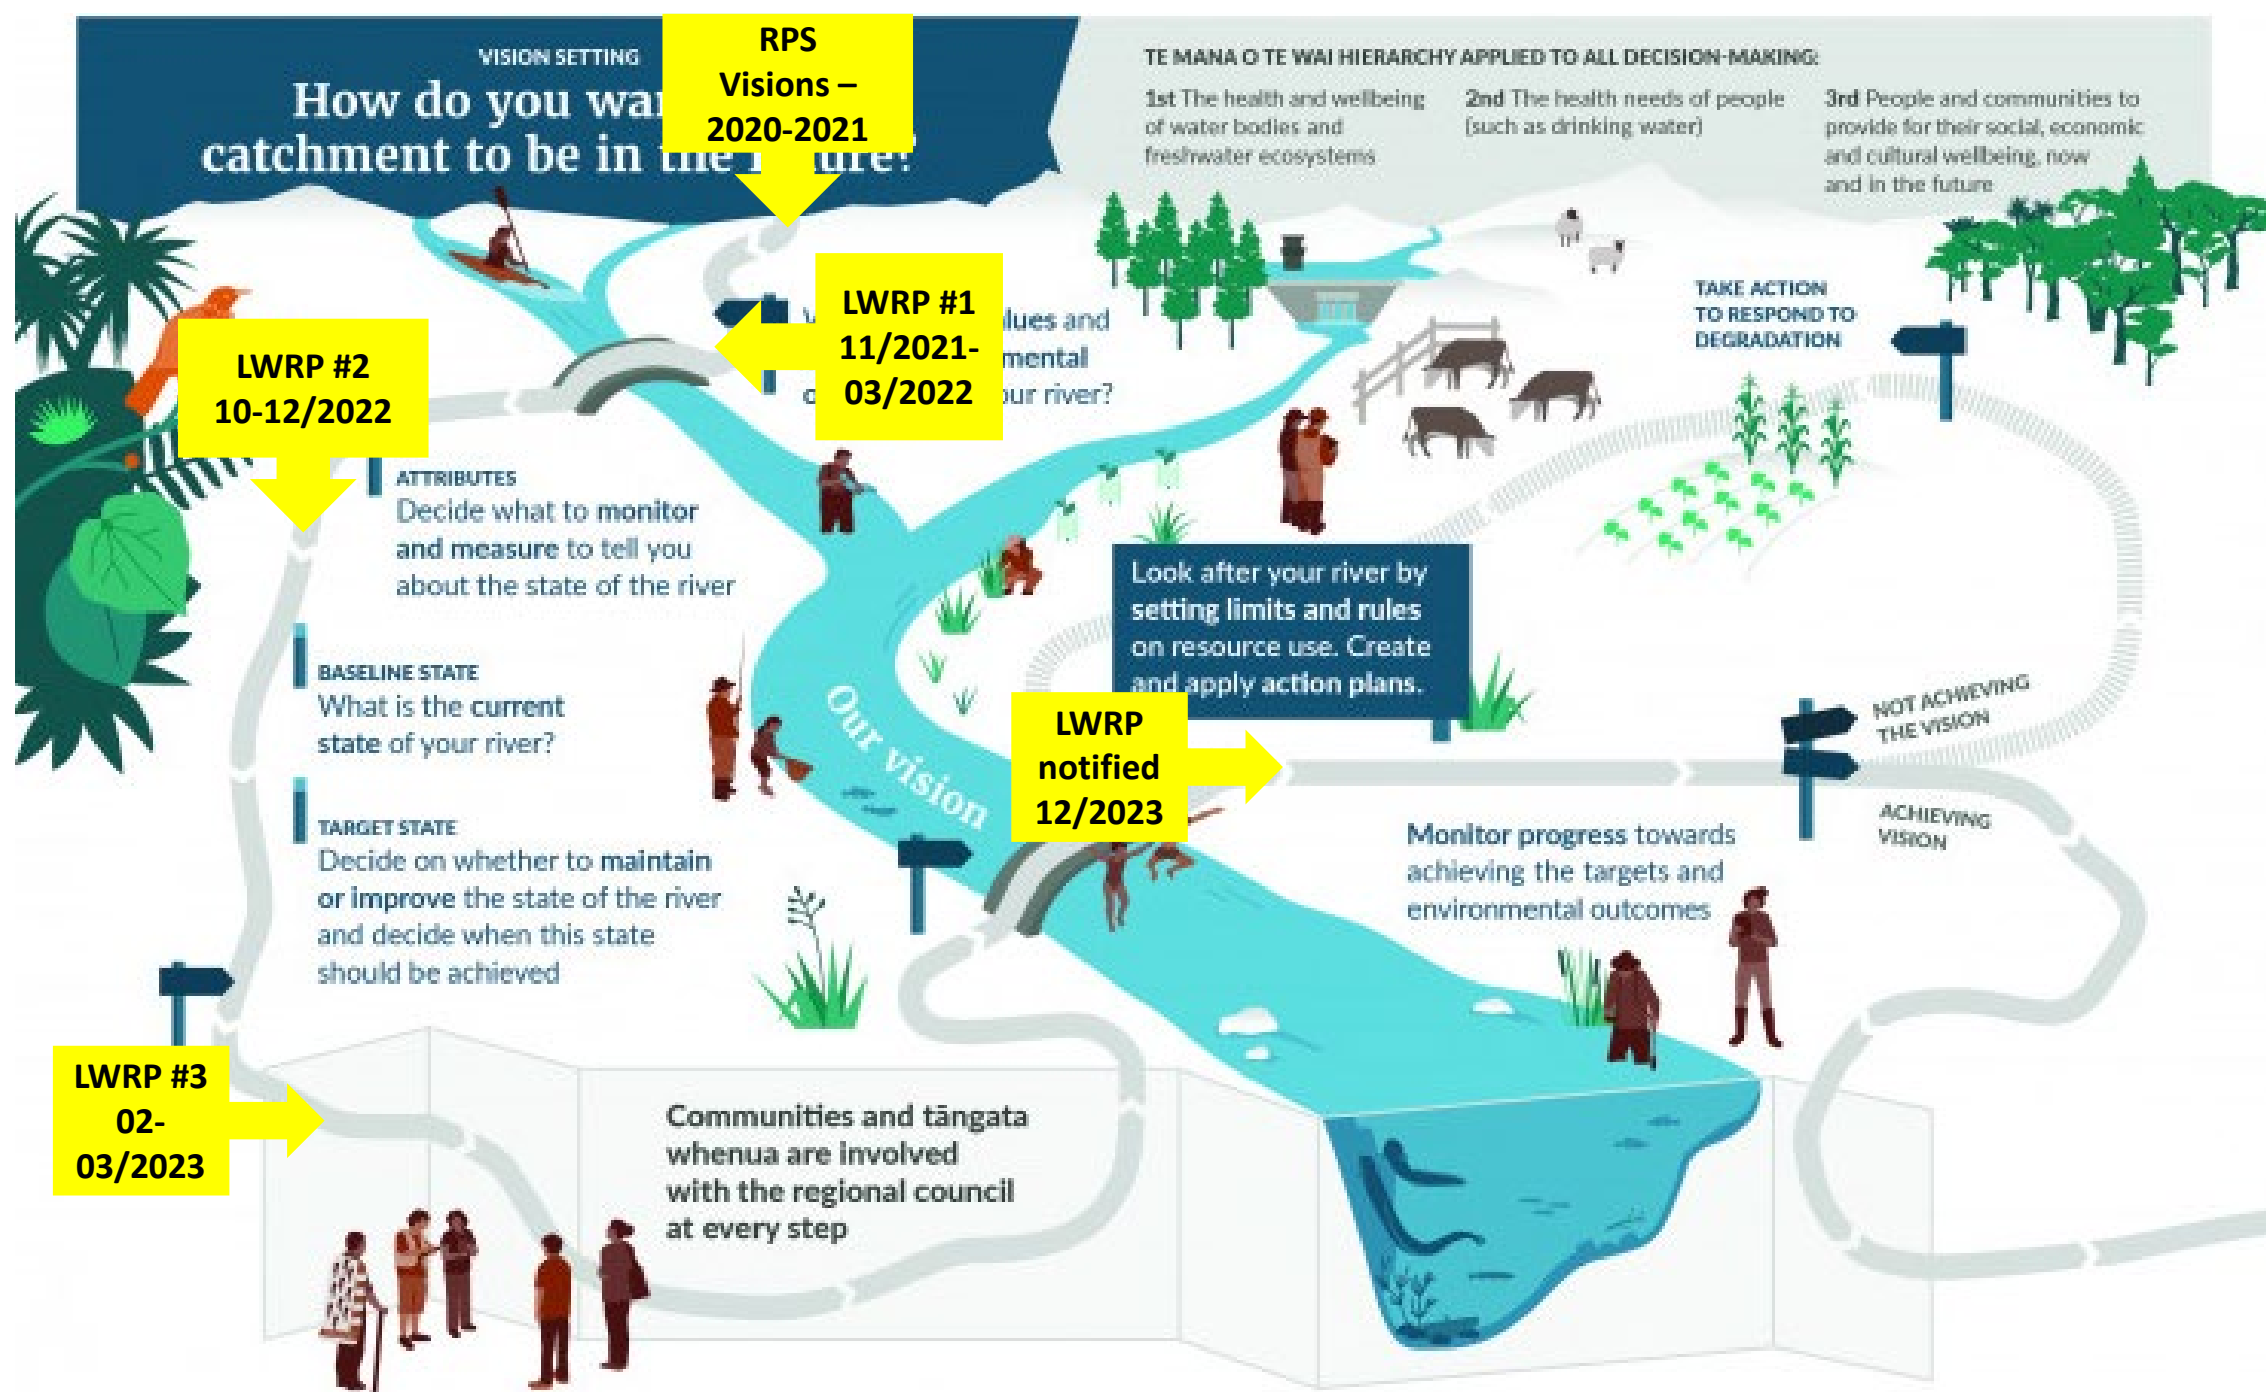 VISION SETTING
How do you
catchment to be in the
RPS
Visions –
2020-2021
TE MANA O TE WAI HIERARCHY APPLIED TO ALL DECISION-MAKING:
1st The health and wellbeing
of water bodies and
freshwater ecosystems
2nd The health needs of people
(such as drinking water)
3rd People and communities to
provide for their social, economic
and cultural wellbeing, now
and in the future
LWRP #1
11/2021-
03/2022
and
our river?
TAKE ACTION
TO RESPOND TO
DEGRADATION
LWRP #2
10-12/2022
ATTRIBUTES
Decide what to monitor
and measure to tell you
about the state of the river
BASELINE STATE
What is the current
state of your river?
TARGET STATE
Decide on whether to maintain
or improve the state of the river
and decide when this state
should be achieved
Our vision
Look after your river by
setting limits and rules
on resource use. Create
and apply action plans.
LWRP
notified
12/2023
NOT ACHIEVING
THE VISION
ACHIEVING
VISION
Monitor progress towards
achieving the targets and
environmental outcomes
LWRP #3
02-
03/2023
Communities and tāngata
whenua are involved
with the regional council
at every step